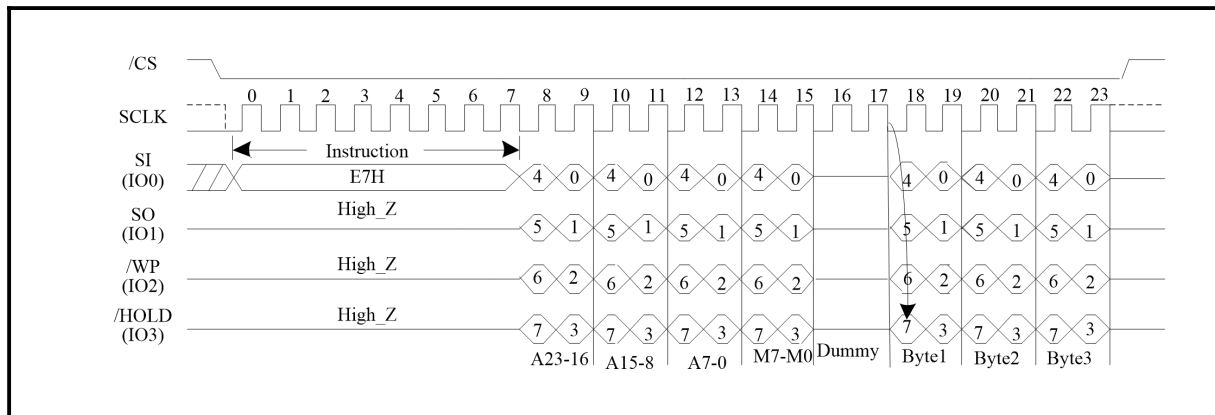 /CS
0 1 2 3 4 5 6 7 8 9 10 11 12 13 14 15 16 17 18 19 20 21 22 23
SCLK
Instruction
SI
(IO0)
E7H
4 0 4 0 4 0 4 0 4 0 4 0 4 0
SO
(IO1)
High_Z
5 1 5 1 5 1 5 1 5 1 5 1 5 1
/WP
(IO2)
High_Z
6 2 6 2 6 2 6 2 6 2 6 2 6 2
/HOLD
(IO3)
High_Z
7 3 7 3 7 3 7 3 7 3 7 3 7 3
A23-16 A15-8 A7-0 M7-M0 Dummy Byte1 Byte2 Byte3